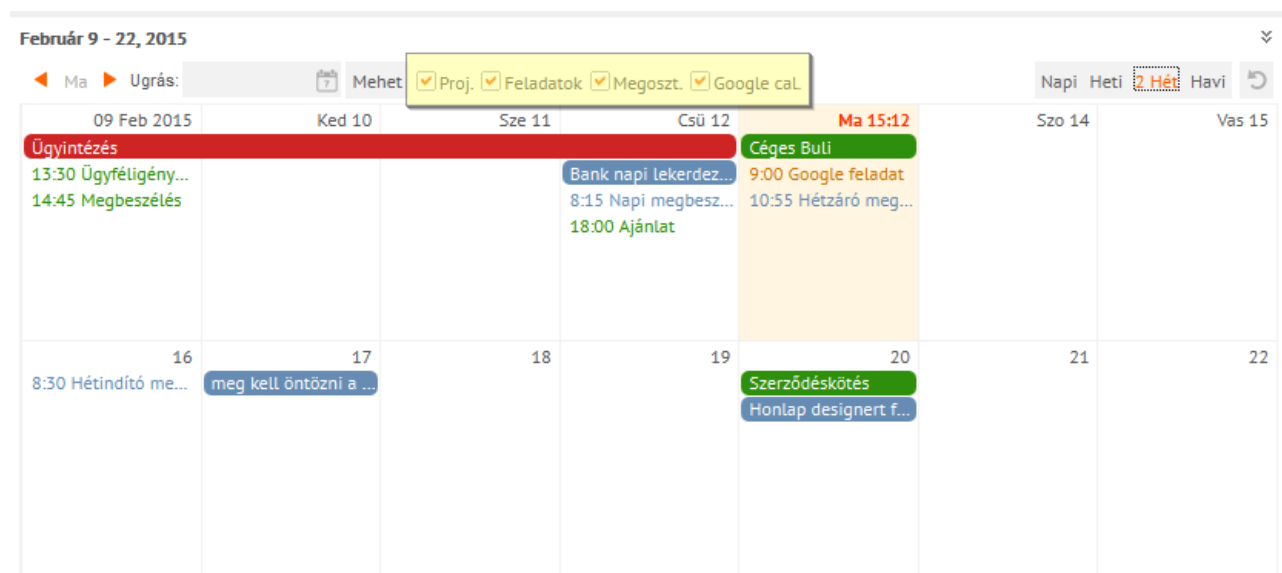 Február 9 - 22, 2015
Ma Ugrás: 7 Mehet Proj. Feladatok Megoszt. Google cal. Napi Heti 2 Hét Havi
09 Feb 2015 Ked 10 Sze 11 Csü 12 Ma 15:12 Szo 14 Vas 15
Ügyintézés Céges Buli
13:30 Ügyféligény... Bank napi lekerdez... 9:00 Google feladat
14:45 Megbeszélés 8:15 Napi megbesz... 10:55 Hétzáró meg...
18:00 Ajánlat
16 17 18 19 20 21 22
8:30 Hétindító me... meg kell öntözni a ... Szerződéskötés
Honlap designert f...